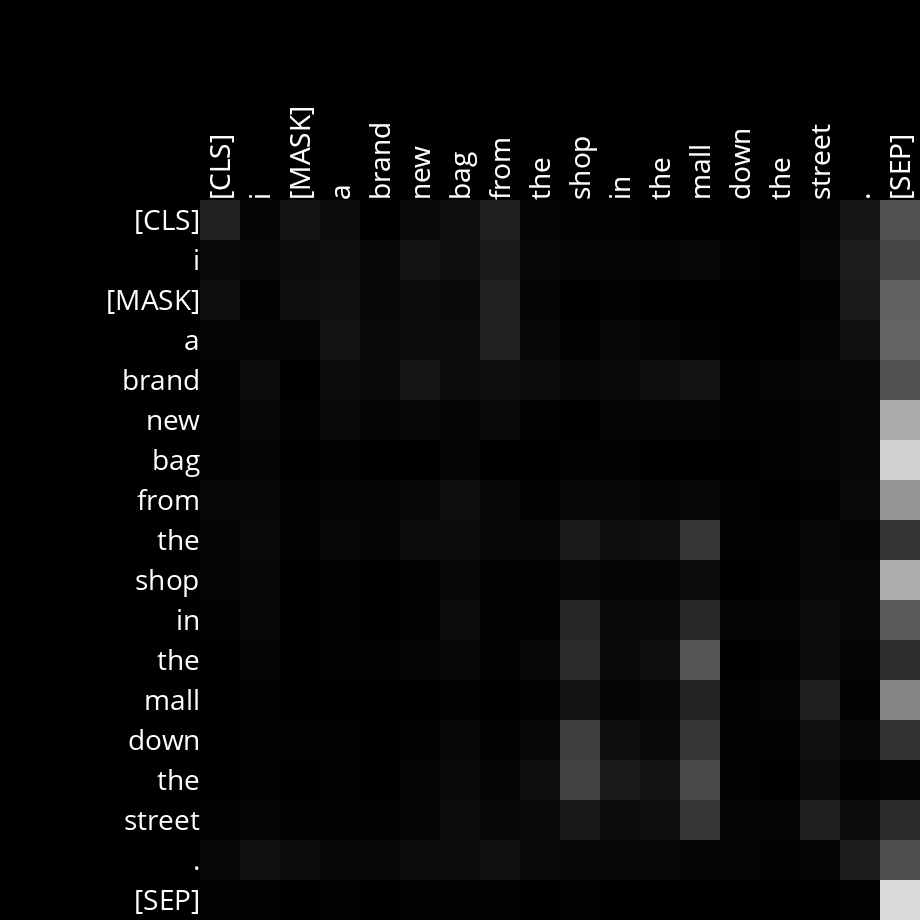 [CLS] i [MASK] a brand new bag from the shop in the mall down the street . [SEP]
[CLS]
i
[MASK]
a
brand
new
bag
from
the
shop
in
the
mall
down
the
street
.
[SEP]